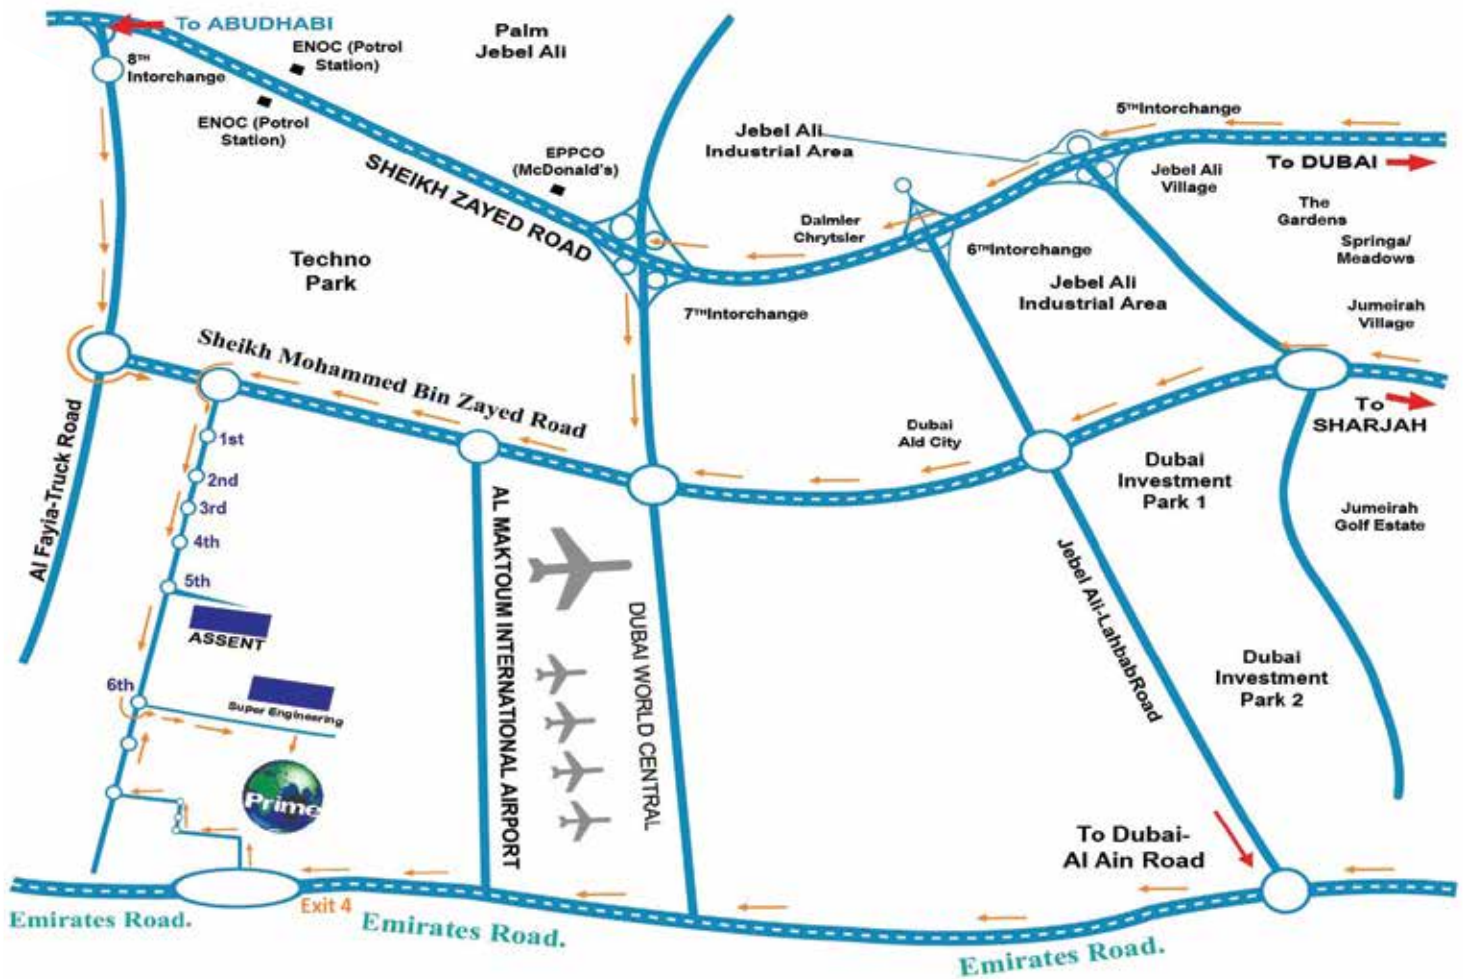 To ABUDHABI
8TH
Intorchange
ENOC (Potrol
Station)
ENOC (Potrol
Station)
Palm
Jebel Ali
EPPCO
(McDonald's)
SHEIKH ZAYED ROAD
Jebel Ali
Industrial Area
5THIntorchange
To DUBAI
Jebel Ali
Village
The
Gardens
Springa/
Meadows
Dalmler
Chrytsler
6THIntorchange
Jebel Ali
Industrial Area
Jumeirah
Village
7THIntorchange
Techno
Park
Sheikh Mohammed Bin Zayed Road
To
SHARJAH
Al Fayia-Truck Road
1st
2nd
3rd
4th
5th
ASSENT
6th
Super Engineering
Prime
AL MAKTOUM INTERNATIONAL AIRPORT
DUBAI WORLD CENTRAL
Dubai
Ald City
Dubai
Investment
Park 1
Jumeirah
Golf Estate
Jebel Ali-LahbabRoad
Dubai
Investment
Park 2
To Dubai-
Al Ain Road
Exit 4
Emirates Road.
Emirates Road.
Emirates Road.